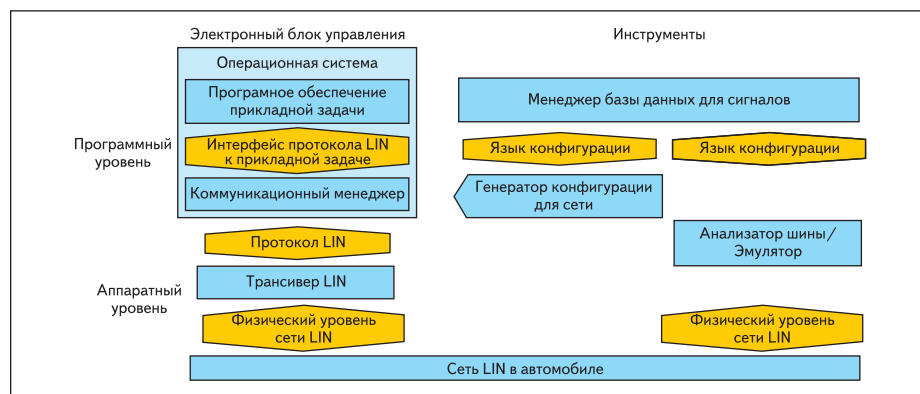 Электронный блок управления
Инструменты
Операционная система
Програмное обеспечение
прикладной задачи
Менеджер базы данных для сигналов
Программный
уровень
Интерфейс протокола LIN
к прикладной задаче
Язык конфигурации
Язык конфигурации
Коммуникационный менеджер
Генератор конфигурации
для сети
Протокол LIN
Анализатор шины/
Эмулятор
Аппаратный
уровень
Трансивер LIN
Физический уровень
сети LIN
Физический уровень
сети LIN
Сеть LIN в автомобиле